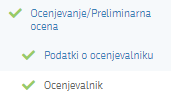 Ocenjevanje/Preliminarna
ocena
Podatki o ocenjevalniku
Ocenjevalnik